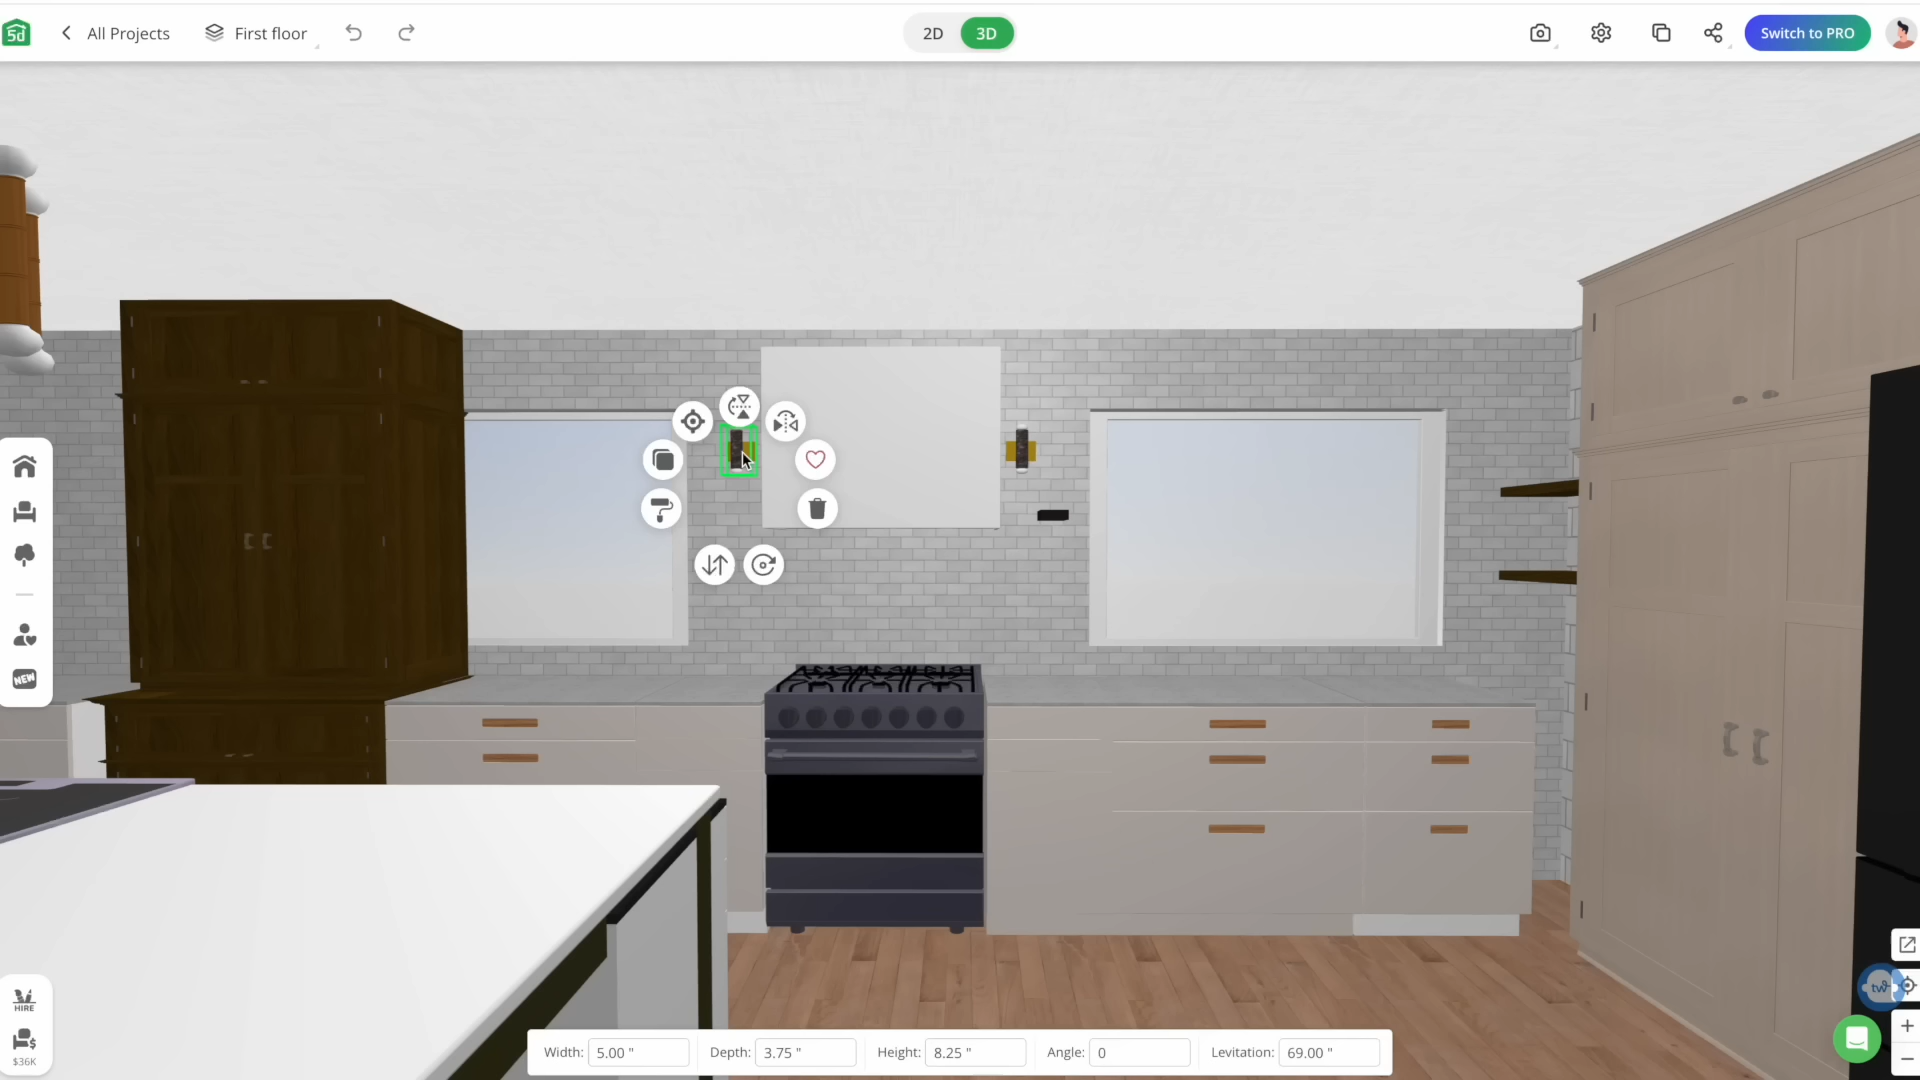 5d
All Projects
First floor
2D
3D
Switch to PRO
NEW
HIRE
$36K
tw
Width: 5.00 "
Depth: 3.75 "
Height: 8.25 "
Angle: 0
Levitation: 69.00 "